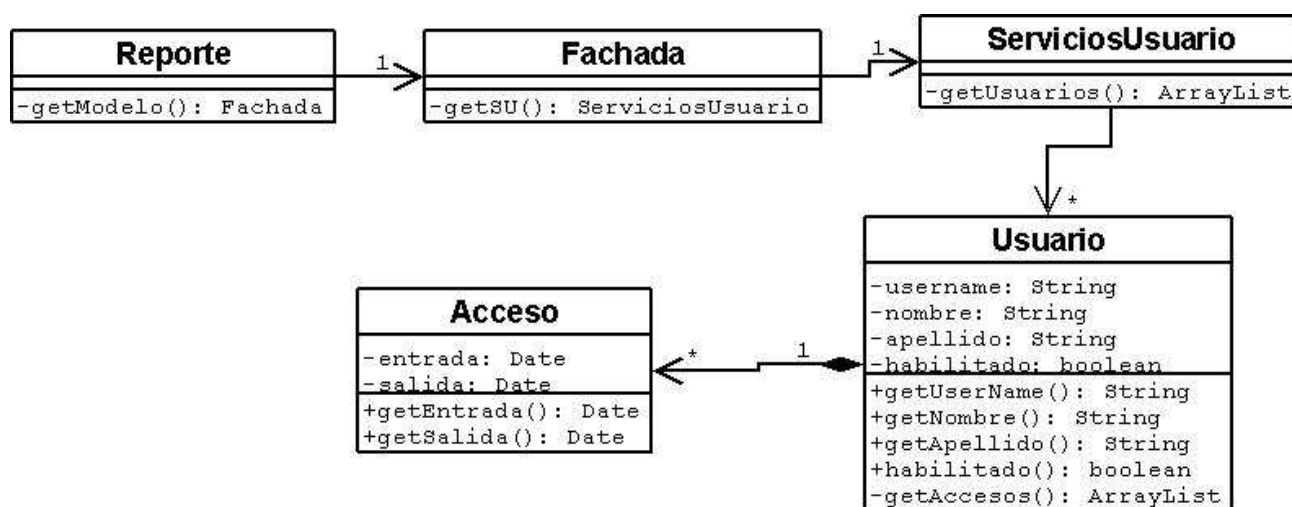 Reporte
-getModelo(): Fachada
1
Fachada
-getSU(): ServiciosUsuario
1
ServiciosUsuario
-getUsuarios(): ArrayList
*
Usuario
-username: String
-nombre: String
-apellido: String
-habilitado: boolean
+getUserName(): String
+getNombre(): String
+getApellido(): String
+habilitado(): boolean
-getAccesos(): ArrayList
1
*
Acceso
-entrada: Date
-salida: Date
+getEntrada(): Date
+getSalida(): Date